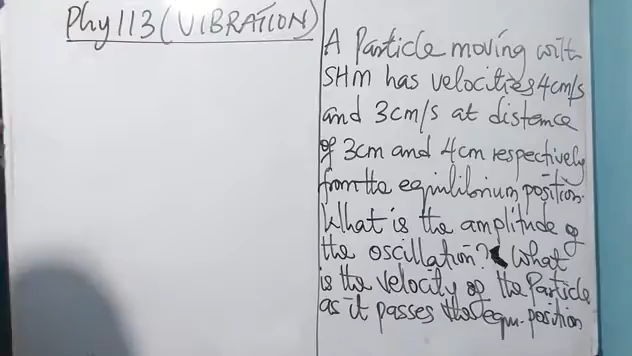 Phy 113 (VIBRATION)
A Particle moving with
SHM has velocities 4cm/s
and 3cm/s at distance
of 3cm and 4cm respectively
from the equilibrium position.
What is the amplitude of
the oscillation? What
is the velocity of the Particle
as it passes the equ. position